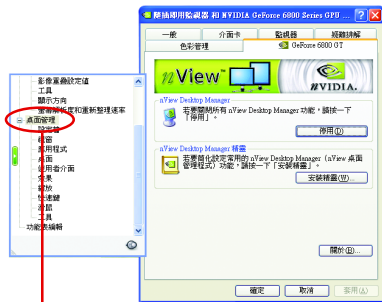 隨插即用監視器 和 NVIDIA GeForce 6800 Series GPU ...
一般
介面卡
監視器
疑難排解
色彩管理
GeForce 6800 GT
nView
NVIDIA.
nView Desktop Manager
若要關閉所有 nView Desktop Manager 功能，請按一下
「停用」。
停用(D)
nView Desktop Manager 精靈
若要簡化設定常用的 nView Desktop Manager (nView 桌面
管理程式) 功能，請按一下「安裝精靈」。
安裝精靈(W)...
關於(B)...
確定
取消
套用(A)
影像重疊設定值
工具
顯示方向
重新解析度和重新整理速率
桌面管理
設定檔
視窗
應用程式
桌面
使用者介面
效果
縮放
快速鍵
滑鼠
工具
功能表編輯